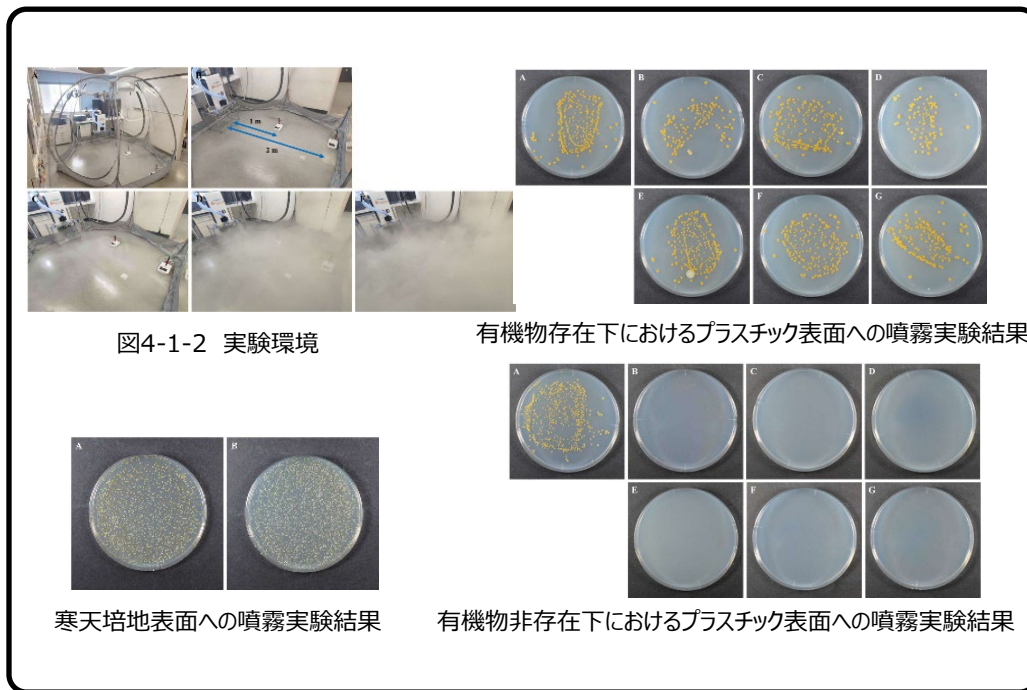 A
B
1 m
3 m
C
D
図4-1-2 実験環境
A
B
C
D
E
F
G
有機物存在下におけるプラスチック表面への噴霧実験結果
A
B
寒天培地表面への噴霧実験結果
A
B
C
D
E
F
G
有機物非存在下におけるプラスチック表面への噴霧実験結果